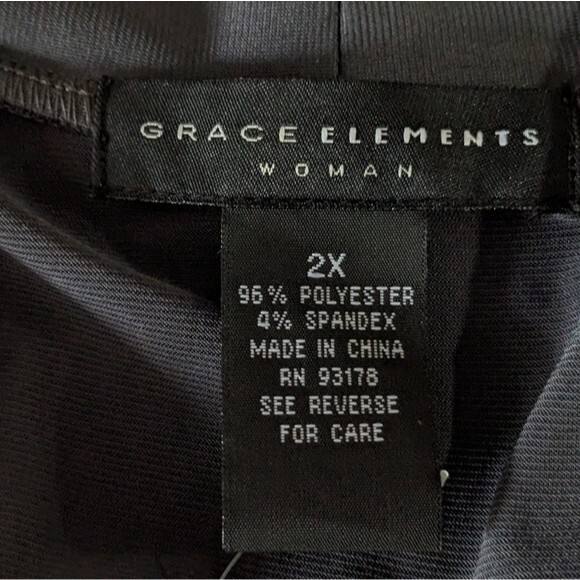 GRACE ELEMENTS
WOMAN
2X
96% POLYESTER
4% SPANDEX
MADE IN CHINA
RN 93178
SEE REVERSE
FOR CARE